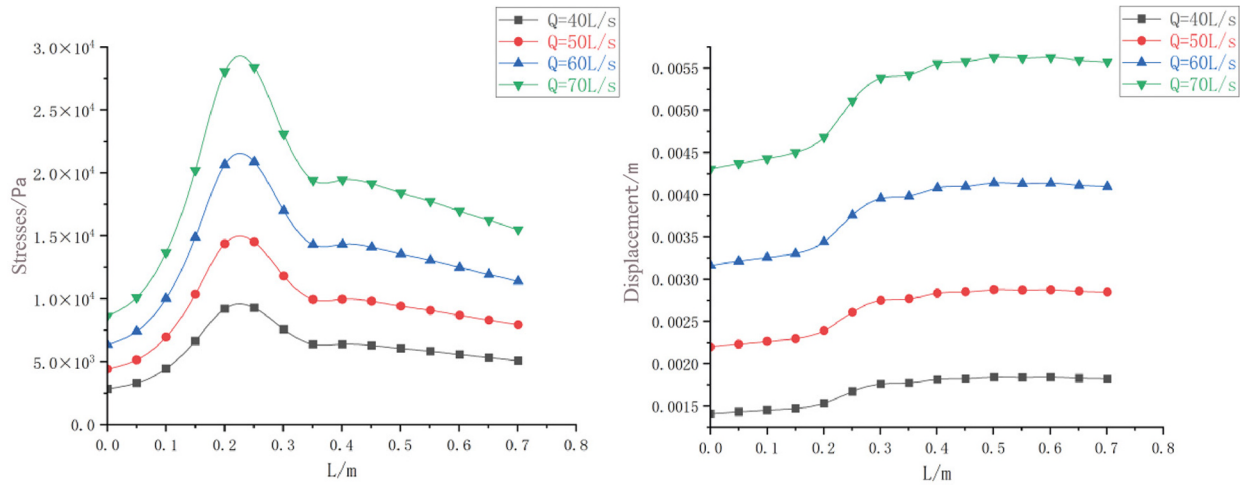 Q=40L/s
Q=50L/s
Q=60L/s
Q=70L/s
3.0×10⁴
2.5×10⁴
2.0×10⁴
1.5×10⁴
1.0×10⁴
5.0×10³
0.0
Stresses/Pa
0.0 0.1 0.2 0.3 0.4 0.5 0.6 0.7 0.8
L/m
Q=40L/s
Q=50L/s
Q=60L/s
Q=70L/s
0.0055
0.0050
0.0045
0.0040
0.0035
0.0030
0.0025
0.0020
0.0015
Displacement/m
0.0 0.1 0.2 0.3 0.4 0.5 0.6 0.7 0.8
L/m